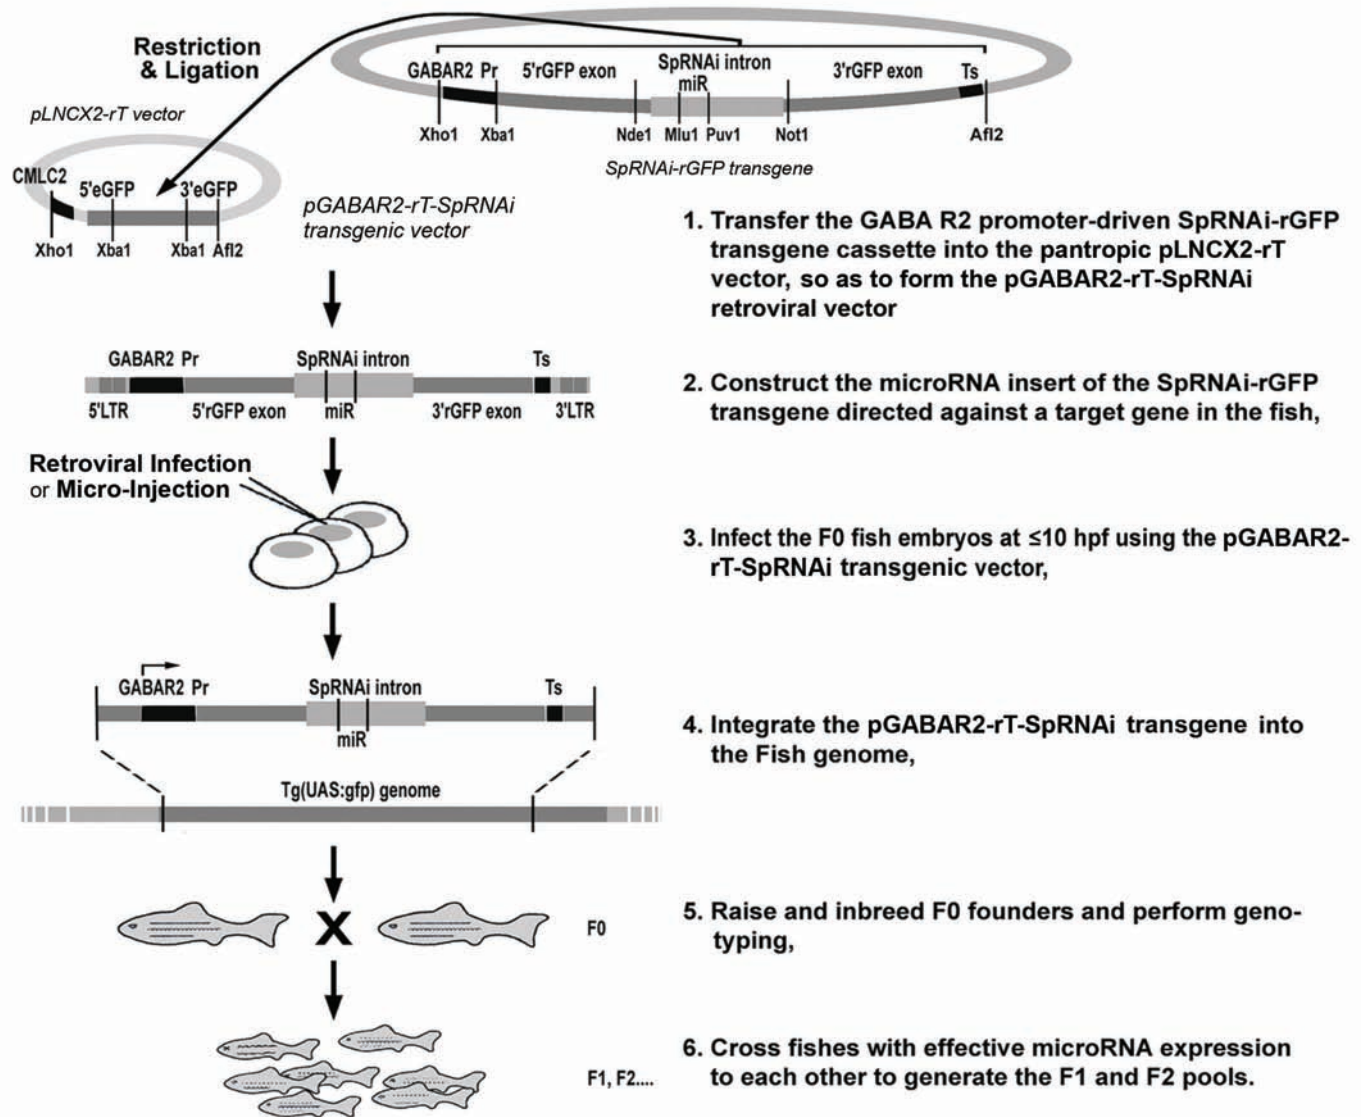 Restriction
& Ligation
pLNCX2-rT vector
CMLC2
5'eGFP 3'eGFP
Xho1 Xba1 Xba1 Afl2
GABAR2 Pr 5'rGFP exon SpRNAi intron 3'rGFP exon Ts
miR
Xho1 Xba1 Nde1 Mlu1 Puv1 Not1 Afl2
SpRNAi-rGFP transgene
pGABAR2-rT-SpRNAi
transgenic vector
1. Transfer the GABA R2 promoter-driven SpRNAi-rGFP
transgene cassette into the pantropic pLNCX2-rT
vector, so as to form the pGABAR2-rT-SpRNAi
retroviral vector
GABAR2 Pr SpRNAi intron Ts
5'LTR 5'rGFP exon miR 3'rGFP exon 3'LTR
2. Construct the microRNA insert of the SpRNAi-rGFP
transgene directed against a target gene in the fish,
Retroviral Infection
or Micro-Injection
3. Infect the F0 fish embryos at ≤10 hpf using the pGABAR2-
rT-SpRNAi transgenic vector,
GABAR2 Pr SpRNAi intron Ts
miR
4. Integrate the pGABAR2-rT-SpRNAi transgene into
the Fish genome,
Tg(UAS:gfp) genome
X
F0
5. Raise and inbreed F0 founders and perform geno-
typing,
F1, F2....
6. Cross fishes with effective microRNA expression
to each other to generate the F1 and F2 pools.